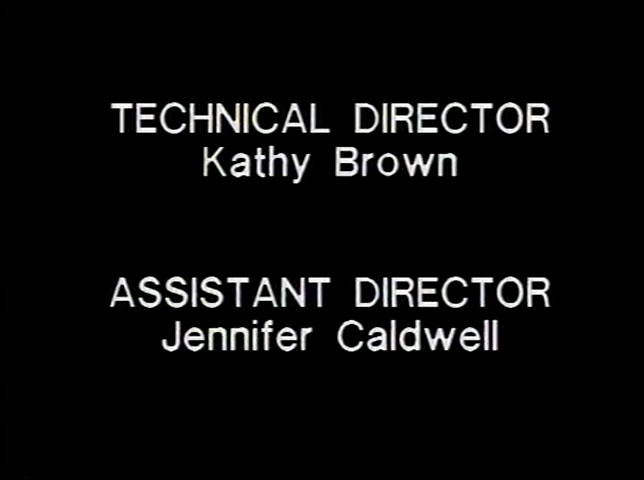 TECHNICAL DIRECTOR
Kathy Brown
ASSISTANT DIRECTOR
Jennifer Caldwell